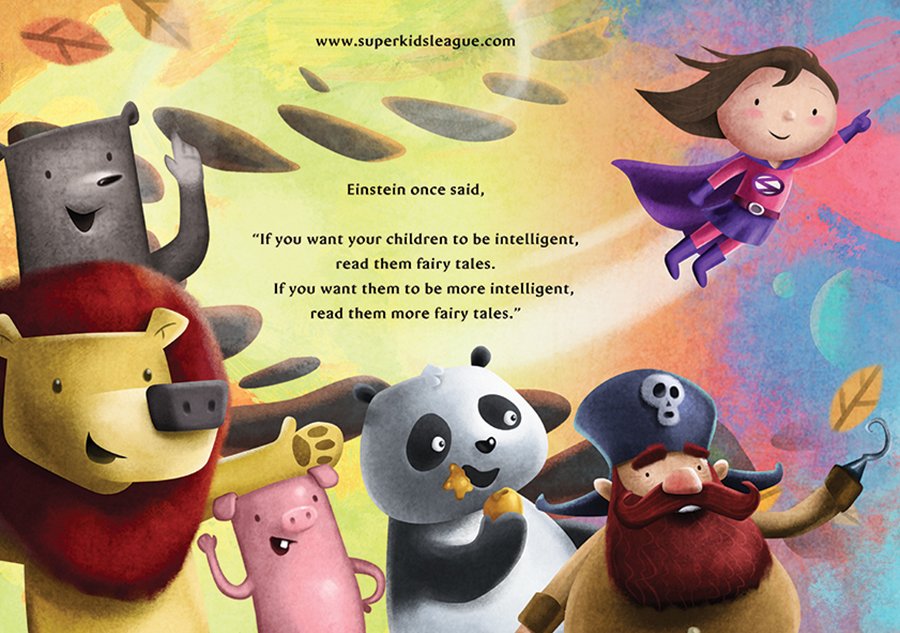 www.superkidsleague.com
Einstein once said,
“If you want your children to be intelligent,
read them fairy tales.
If you want them to be more intelligent,
read them more fairy tales.”